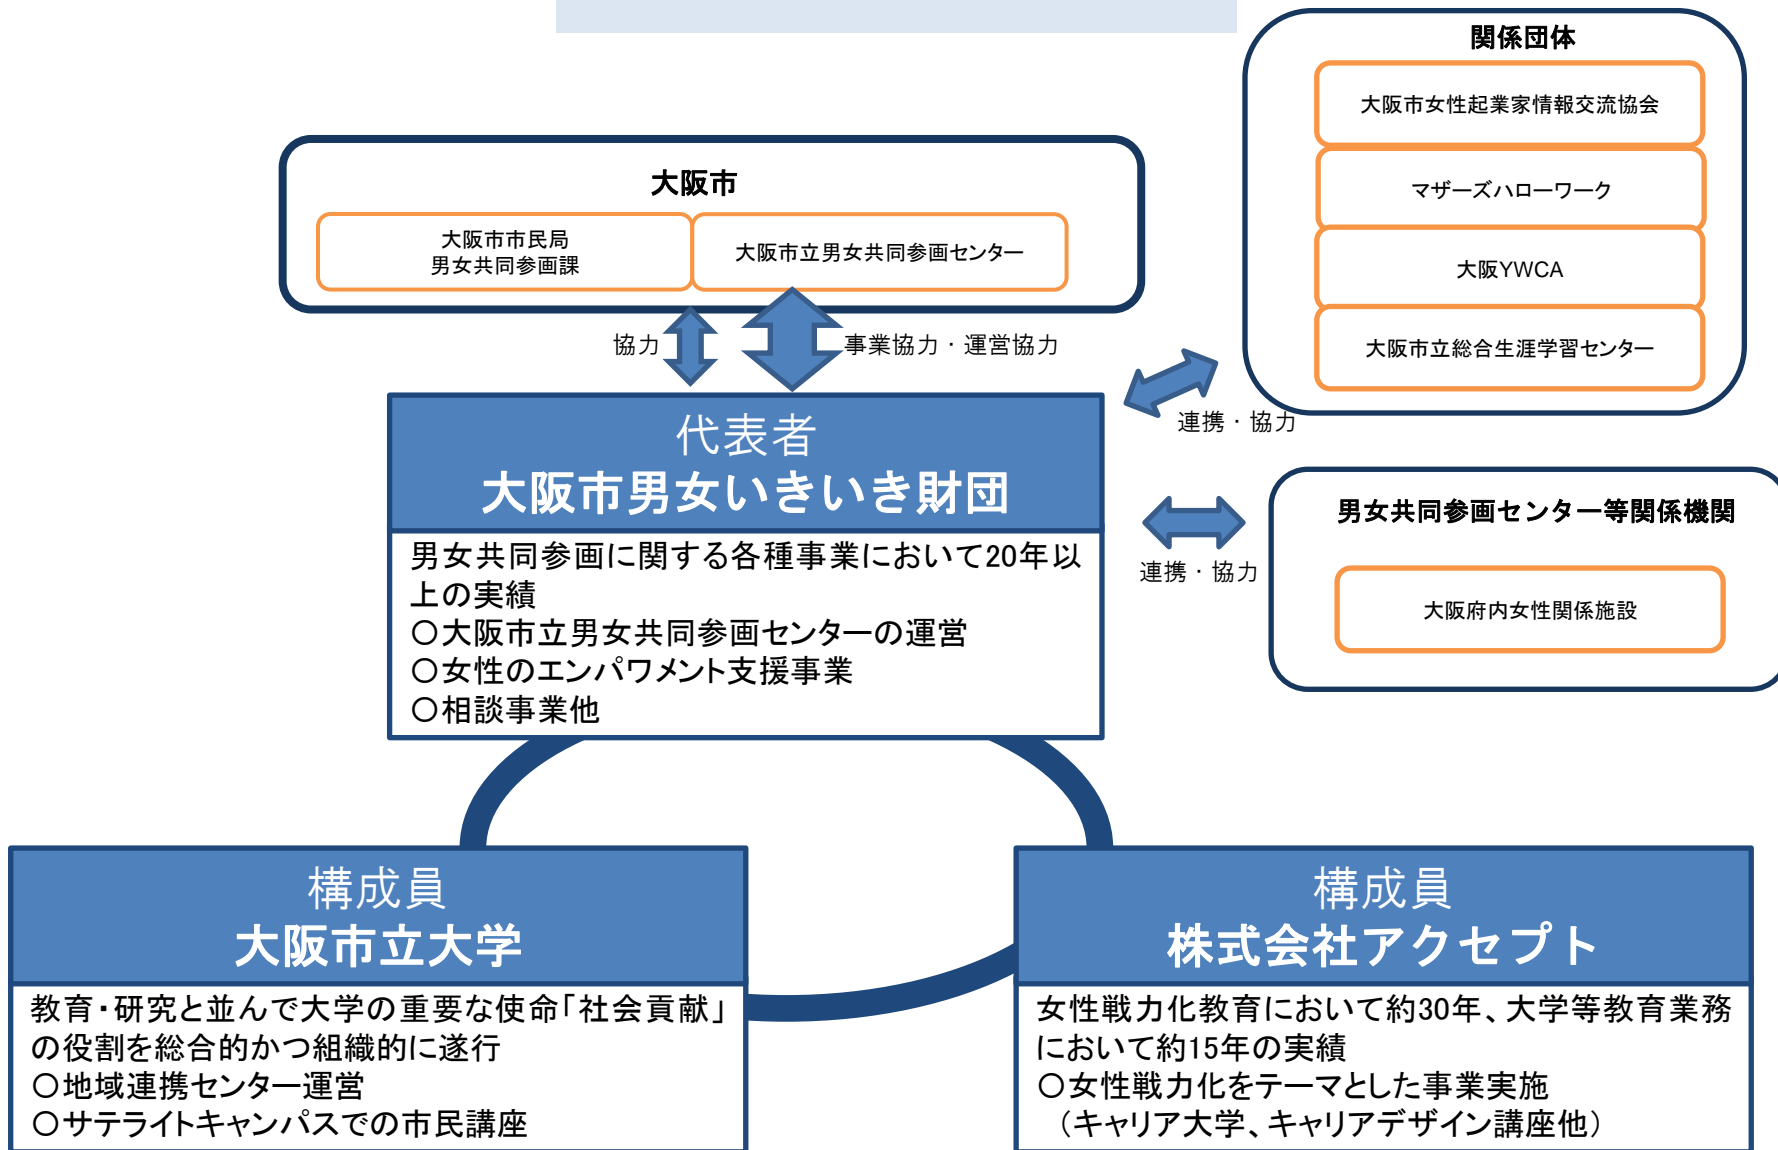 関係団体
大阪市女性起業家情報交流協会
マザーズハローワーク
大阪YWCA
大阪市立総合生涯学習センター
大阪市
大阪市市民局
男女共同参画課
大阪市立男女共同参画センター
協力
事業協力・運営協力
連携・協力
代表者
大阪市男女いきいき財団
男女共同参画に関する各種事業において20年以
上の実績
〇大阪市立男女共同参画センターの運営
〇女性のエンパワメント支援事業
〇相談事業他
連携・協力
男女共同参画センター等関係機関
大阪府内女性関係施設
構成員
大阪市立大学
教育・研究と並んで大学の重要な使命「社会貢献」
の役割を総合的かつ組織的に遂行
〇地域連携センター運営
〇サテライトキャンパスでの市民講座
構成員
株式会社アクセプト
女性戦力化教育において約30年、大学等教育業務
において約15年の実績
〇女性戦力化をテーマとした事業実施
（キャリア大学、キャリアデザイン講座他）